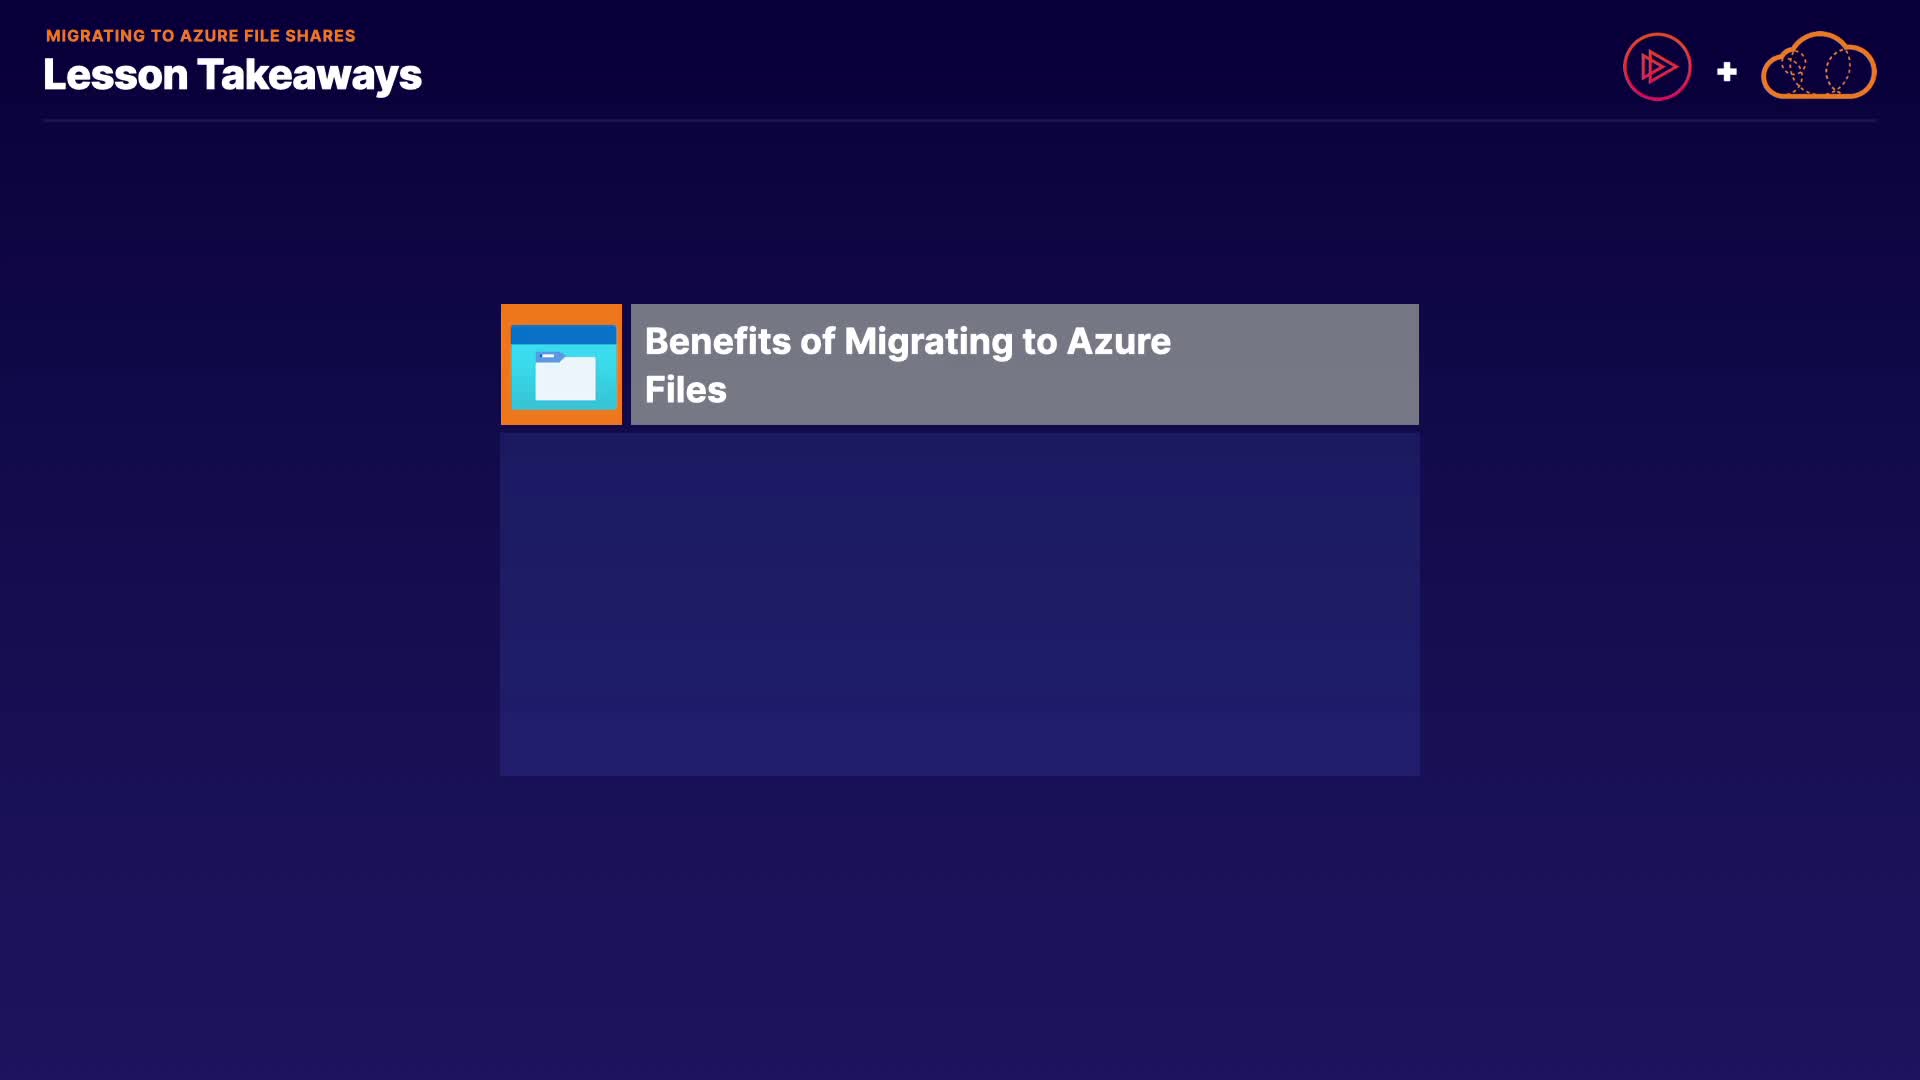 MIGRATING TO AZURE FILE SHARES
Lesson Takeaways
Benefits of Migrating to Azure
Files